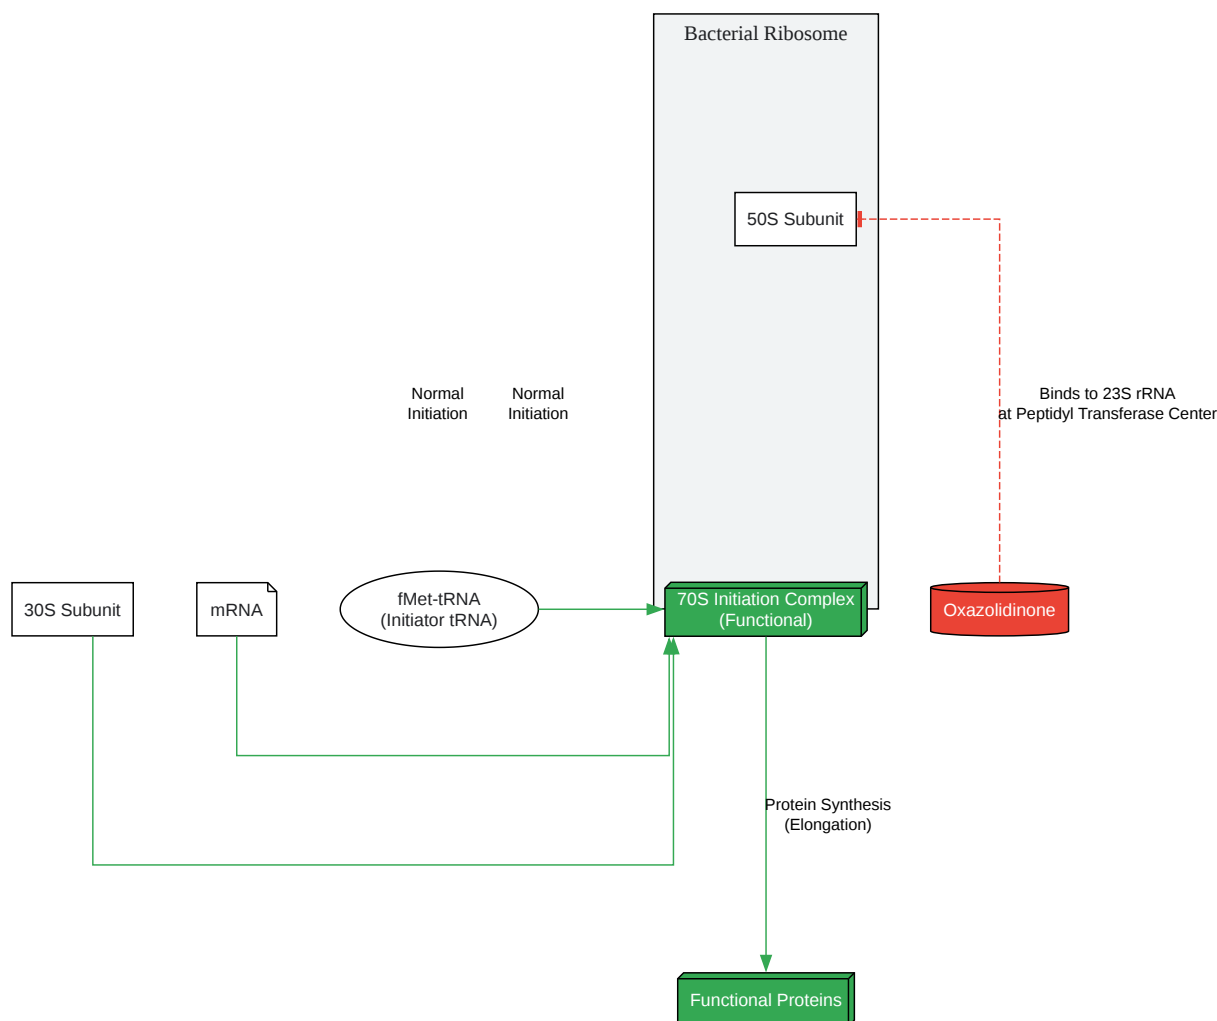 Bacterial Ribosome
50S Subunit
Normal
Initiation
Normal
Initiation
Binds to 23S rRNA
at Peptidyl Transferase Center
30S Subunit
mRNA
fMet-tRNA
(Initiator tRNA)
70S Initiation Complex
(Functional)
Oxazolidinone
Protein Synthesis
(Elongation)
Functional Proteins